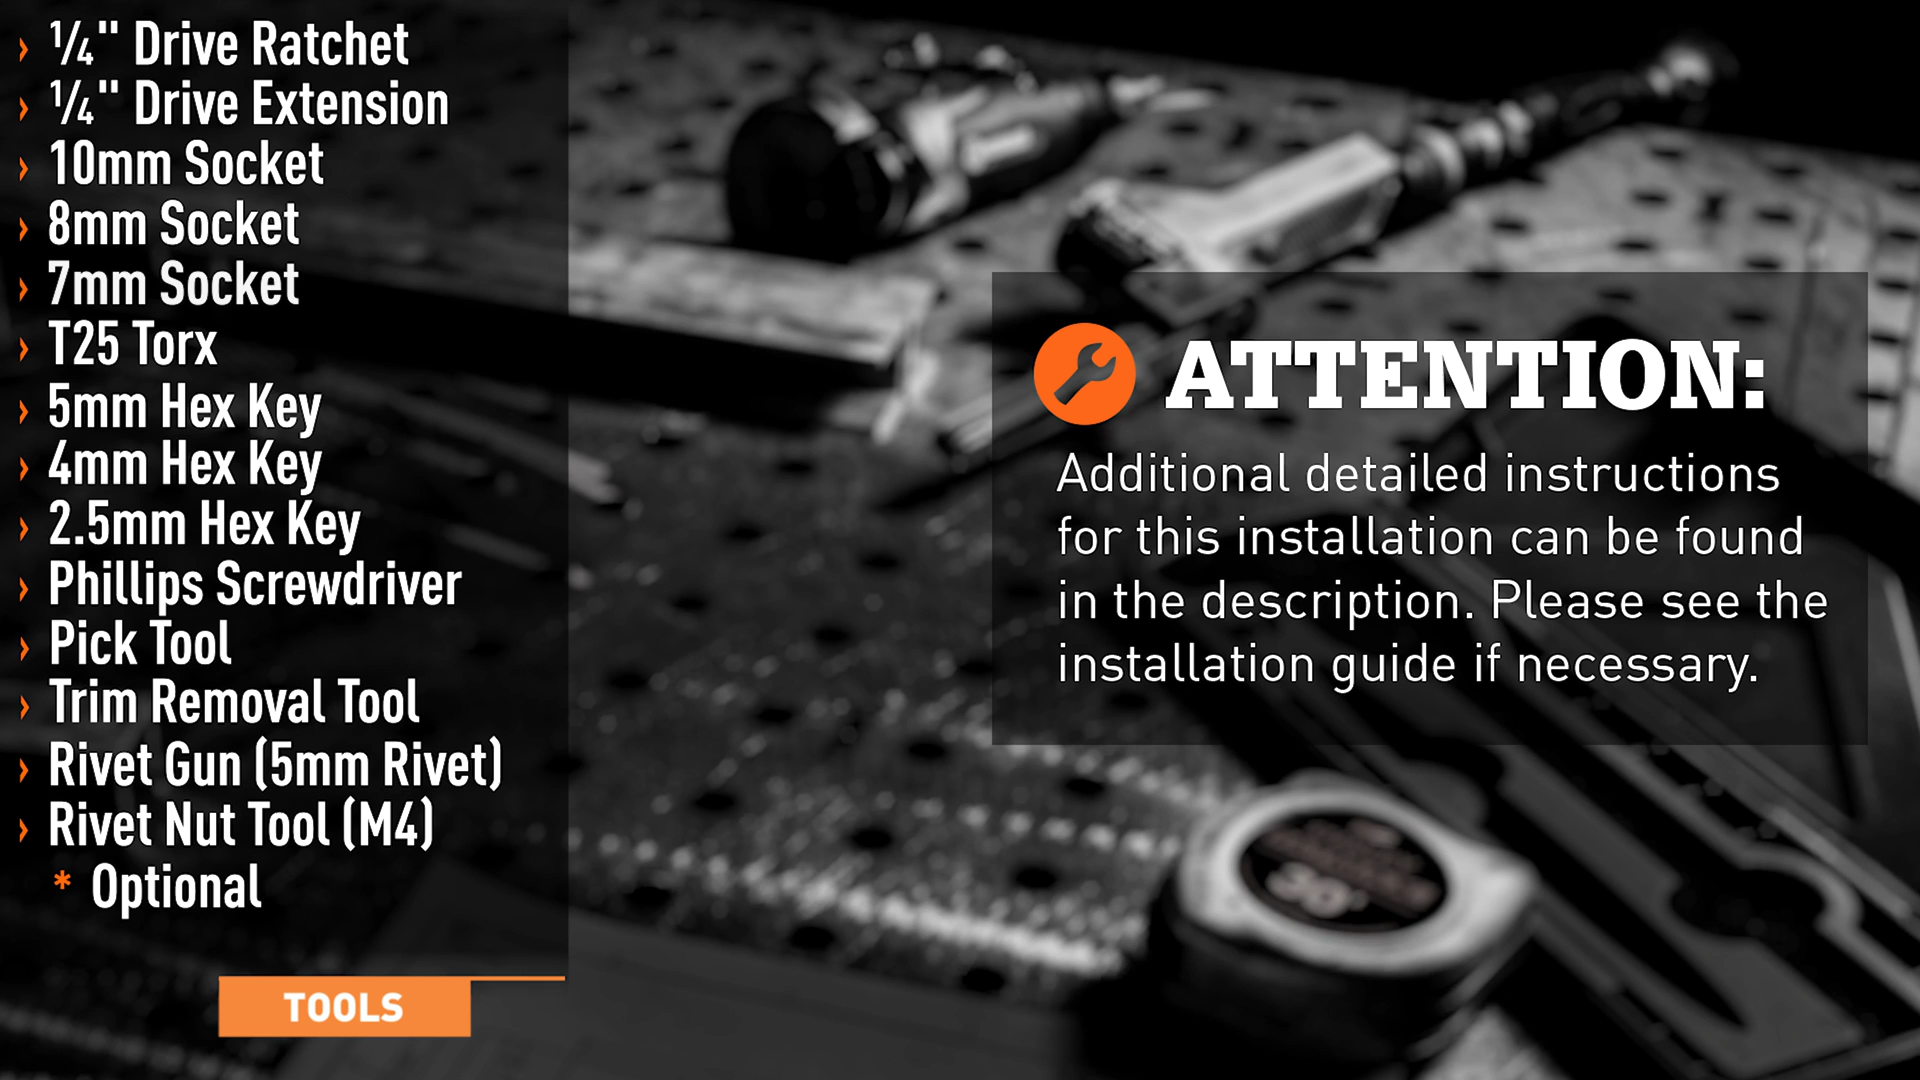 › ¼" Drive Ratchet
› ¼" Drive Extension
› 10mm Socket
› 8mm Socket
› 7mm Socket
› T25 Torx
› 5mm Hex Key
› 4mm Hex Key
› 2.5mm Hex Key
› Phillips Screwdriver
› Pick Tool
› Trim Removal Tool
› Rivet Gun (5mm Rivet)
› Rivet Nut Tool (M4)
* Optional
TOOLS
ATTENTION:
Additional detailed instructions
for this installation can be found
in the description. Please see the
installation guide if necessary.